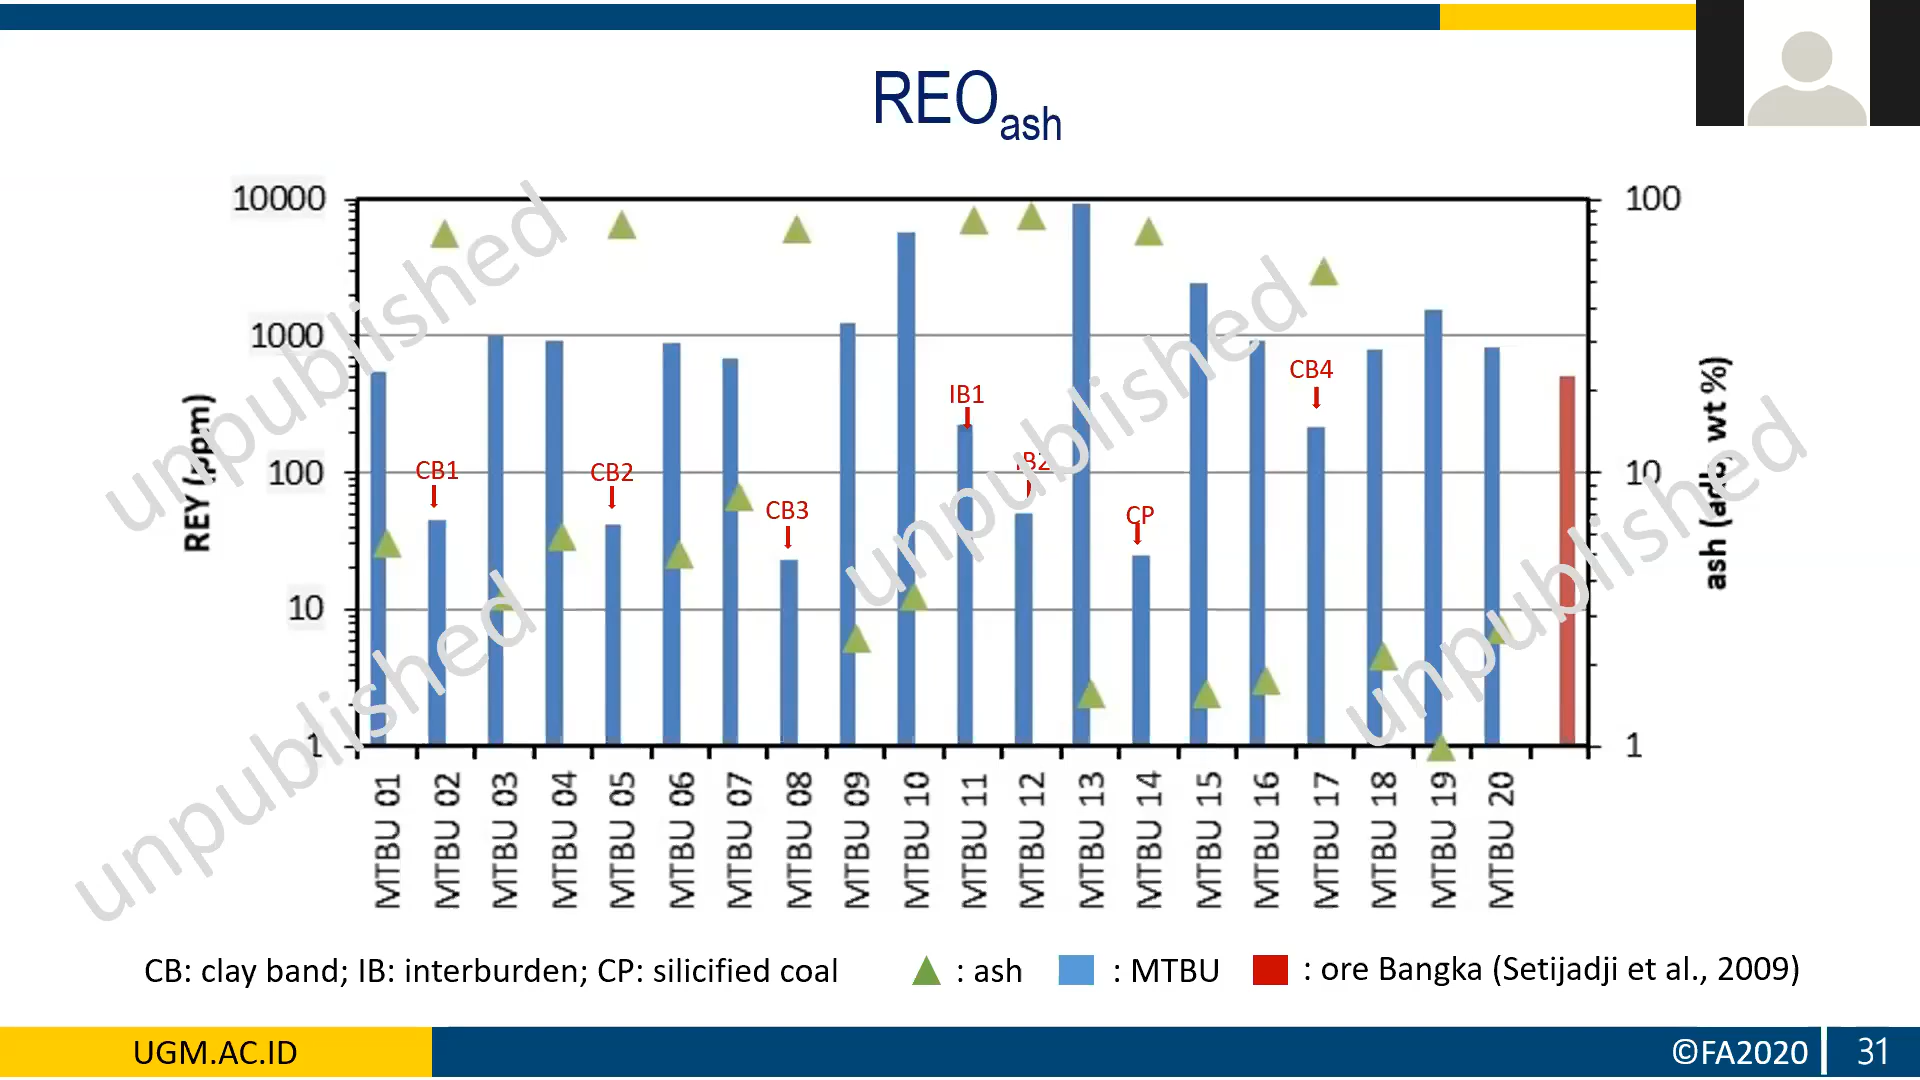 REOash
10000
1000
100
10
1
REY (ppm)
100
10
1
ash (adb, wt %)
CB1
CB2
CB3
IB1
IB2
CP
CB4
MTBU 01
MTBU 02
MTBU 03
MTBU 04
MTBU 05
MTBU 06
MTBU 07
MTBU 08
MTBU 09
MTBU 10
MTBU 11
MTBU 12
MTBU 13
MTBU 14
MTBU 15
MTBU 16
MTBU 17
MTBU 18
MTBU 19
MTBU 20
unpublished
unpublished
unpublished
unpublished
CB: clay band; IB: interburden; CP: silicified coal
: ash
: MTBU
: ore Bangka (Setijadji et al., 2009)
UGM.AC.ID
©FA2020
31